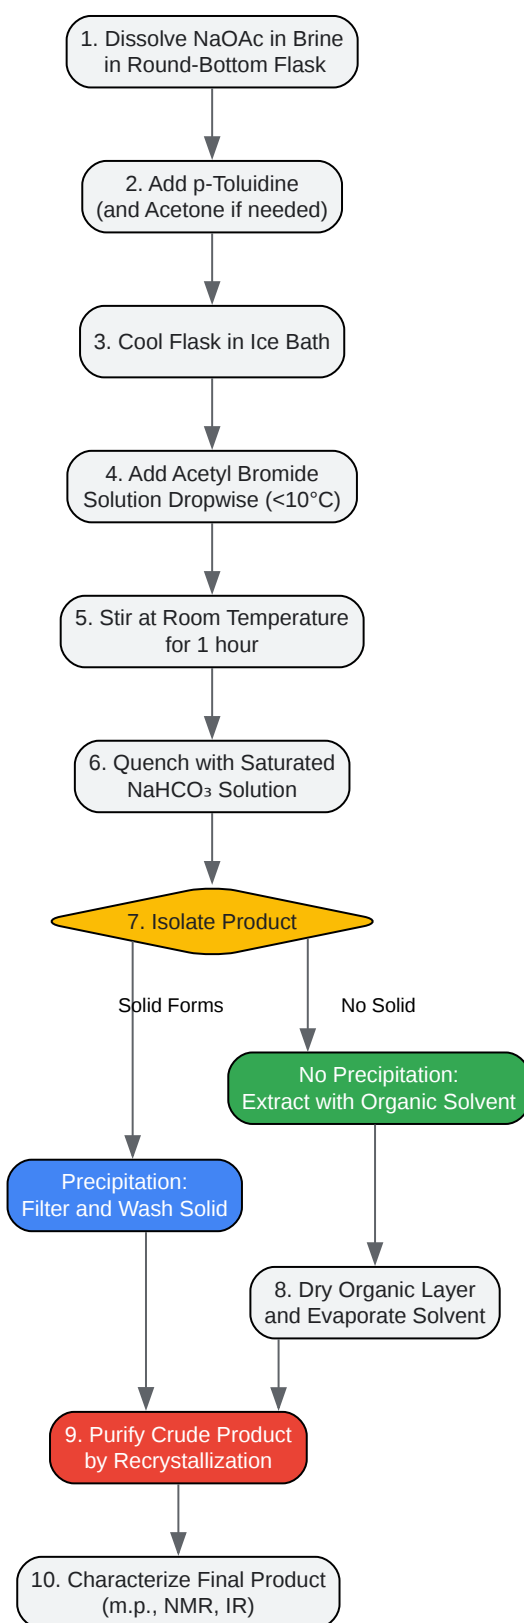 1. Dissolve NaOAc in Brine
in Round-Bottom Flask
2. Add p-Toluidine
(and Acetone if needed)
3. Cool Flask in Ice Bath
4. Add Acetyl Bromide
Solution Dropwise (<10°C)
5. Stir at Room Temperature
for 1 hour
6. Quench with Saturated
NaHCO₃ Solution
7. Isolate Product
Solid Forms
No Solid
No Precipitation:
Extract with Organic Solvent
Precipitation:
Filter and Wash Solid
8. Dry Organic Layer
and Evaporate Solvent
9. Purify Crude Product
by Recrystallization
10. Characterize Final Product
(m.p., NMR, IR)